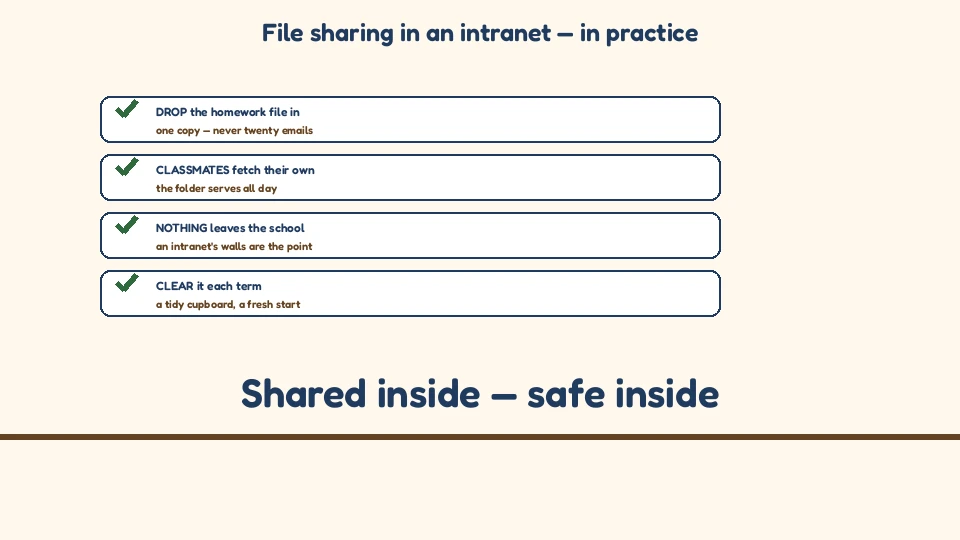 File sharing in an intranet — in practice
DROP the homework file in
one copy — never twenty emails
CLASSMATES fetch their own
the folder serves all day
NOTHING leaves the school
an intranet's walls are the point
CLEAR it each term
a tidy cupboard, a fresh start
Shared inside — safe inside